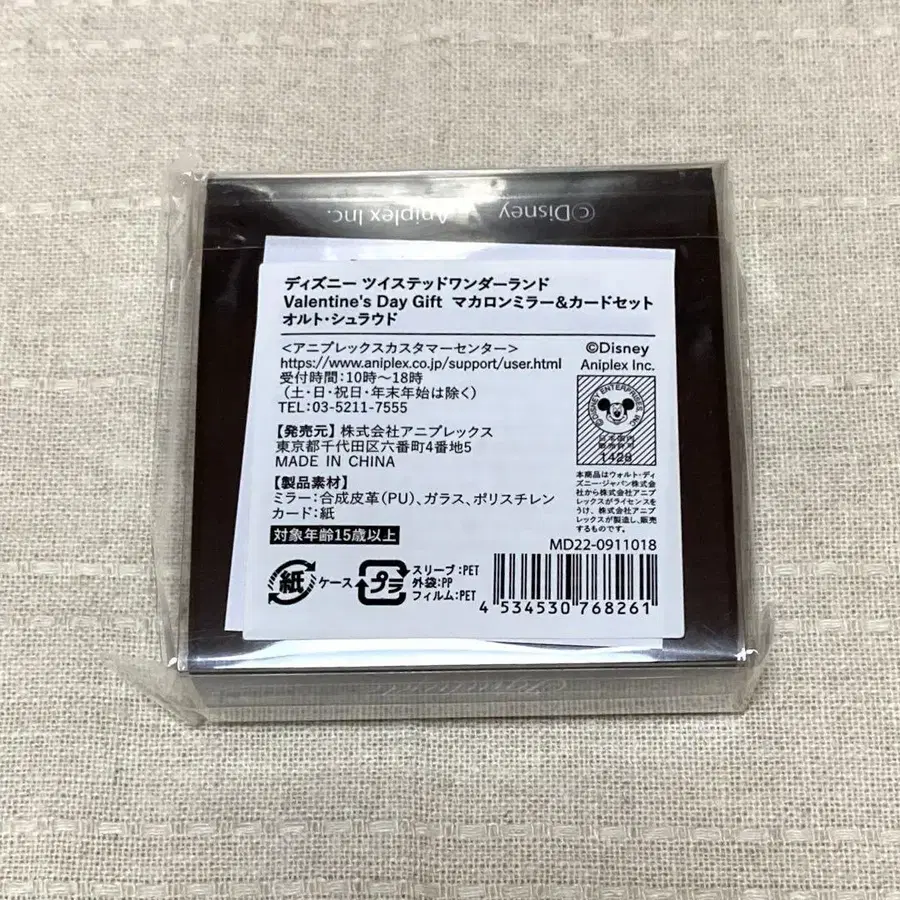 ©Disney Aniplex Inc.
ディズニー ツイステッドワンダーランド
Valentine's Day Gift マカロンミラー&カードセット
オルト・シュラウド
<アニプレックスカスタマーセンター>
https://www.aniplex.co.jp/support/user.html
受付時間:10時~18時
(土・日・祝日・年末年始は除く)
TEL:03-5211-7555
【発売元】株式会社アニプレックス
東京都千代田区六番町4番地5
MADE IN CHINA
【製品素材】
ミラー:合成皮革(PU)、ガラス、ポリスチレン
カード:紙
対象年齢15歳以上
紙 ケース
プラ スリーブ:PET
外袋:PP
フィルム:PET
©Disney
Aniplex Inc.
©DISNEY ENTERPRISES, INC.
日本国内
販売許可
1428
本商品はウォルト・ディ
ズニー・ジャパン株式会
社から株式会社アニプ
レックスがライセンスを
うけ、株式会社アニプレ
ックスが製造し、販売
するものです。
MD22-0911018
4 534530 768261